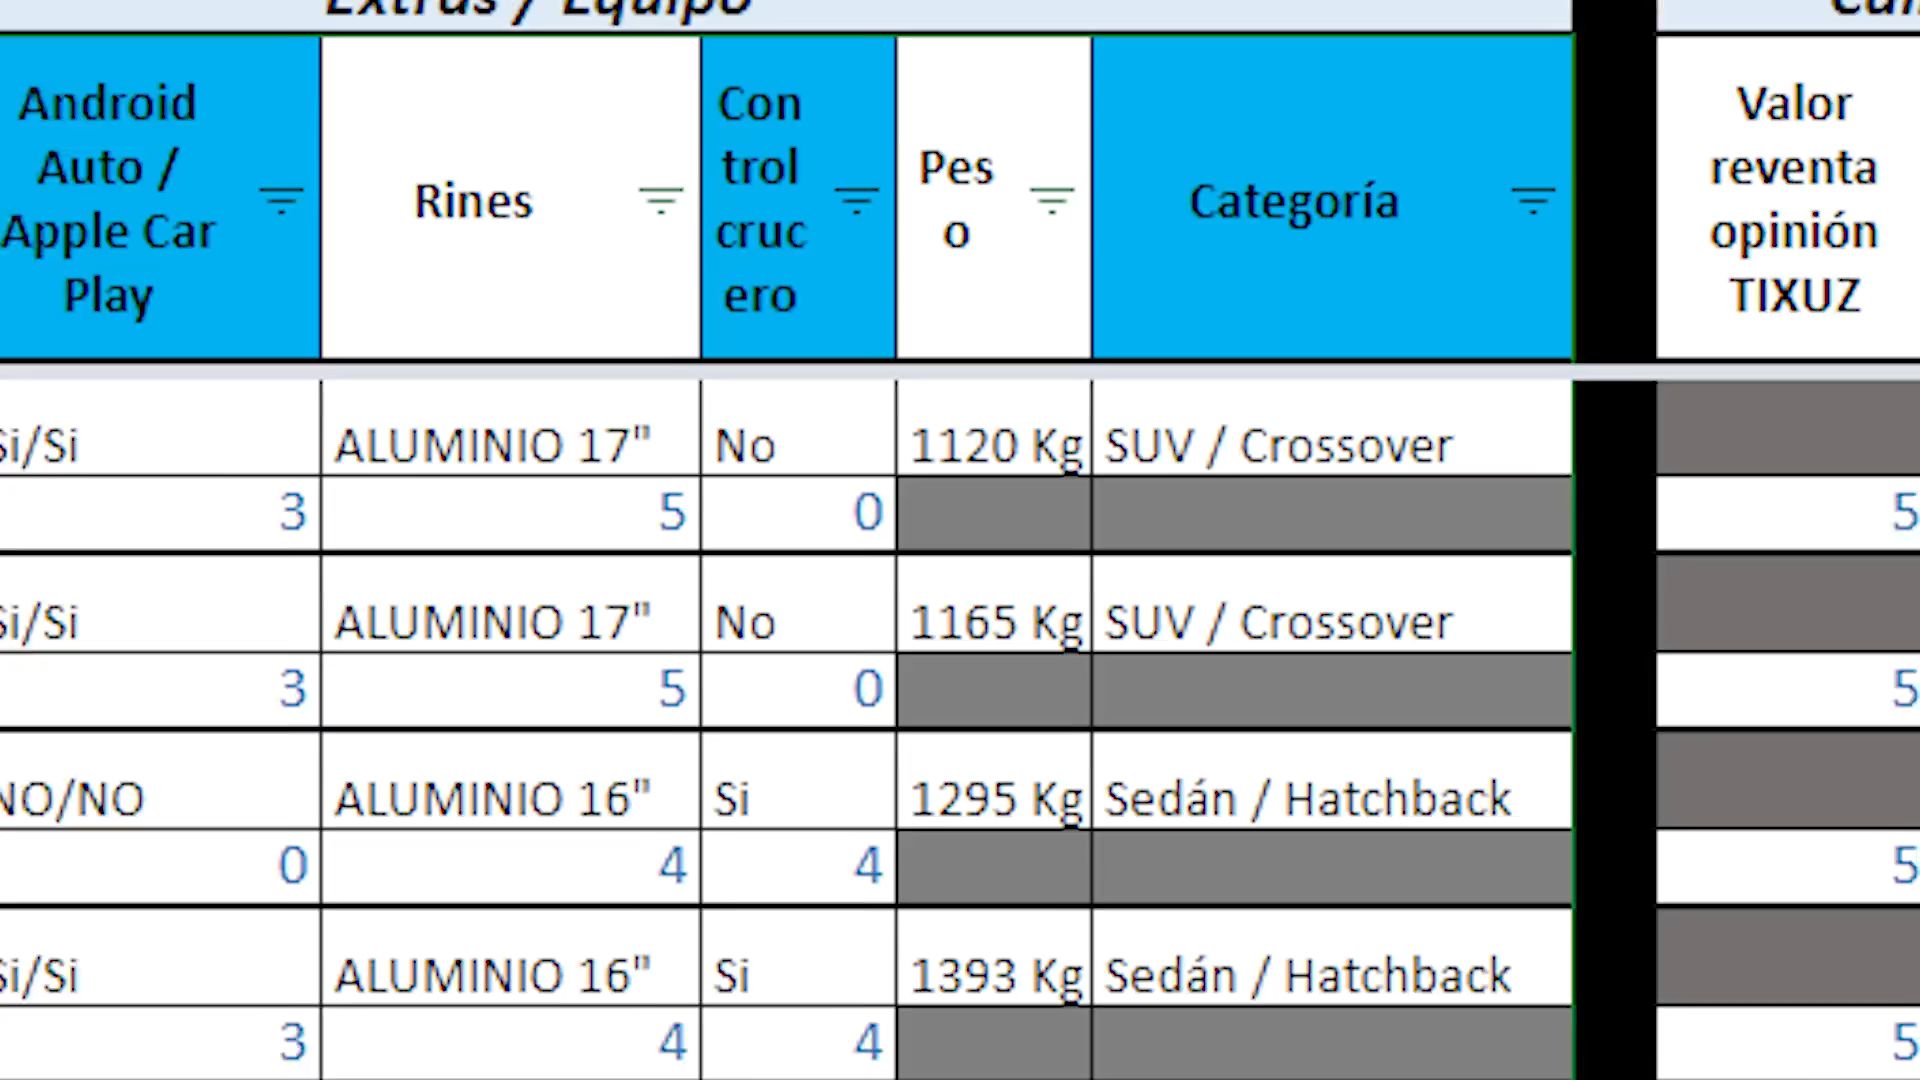 Extras / Equipo
Android
Auto /
Apple Car
Play
Rines
Con
trol
cruc
ero
Pes
o
Categoría
Valor
reventa
opinión
TIXUZ
Si/Si
ALUMINIO 17"
No
1120 Kg
SUV / Crossover
3
5
0
5
Si/Si
ALUMINIO 17"
No
1165 Kg
SUV / Crossover
3
5
0
5
NO/NO
ALUMINIO 16"
Si
1295 Kg
Sedán / Hatchback
0
4
4
5
Si/Si
ALUMINIO 16"
Si
1393 Kg
Sedán / Hatchback
3
4
4
5